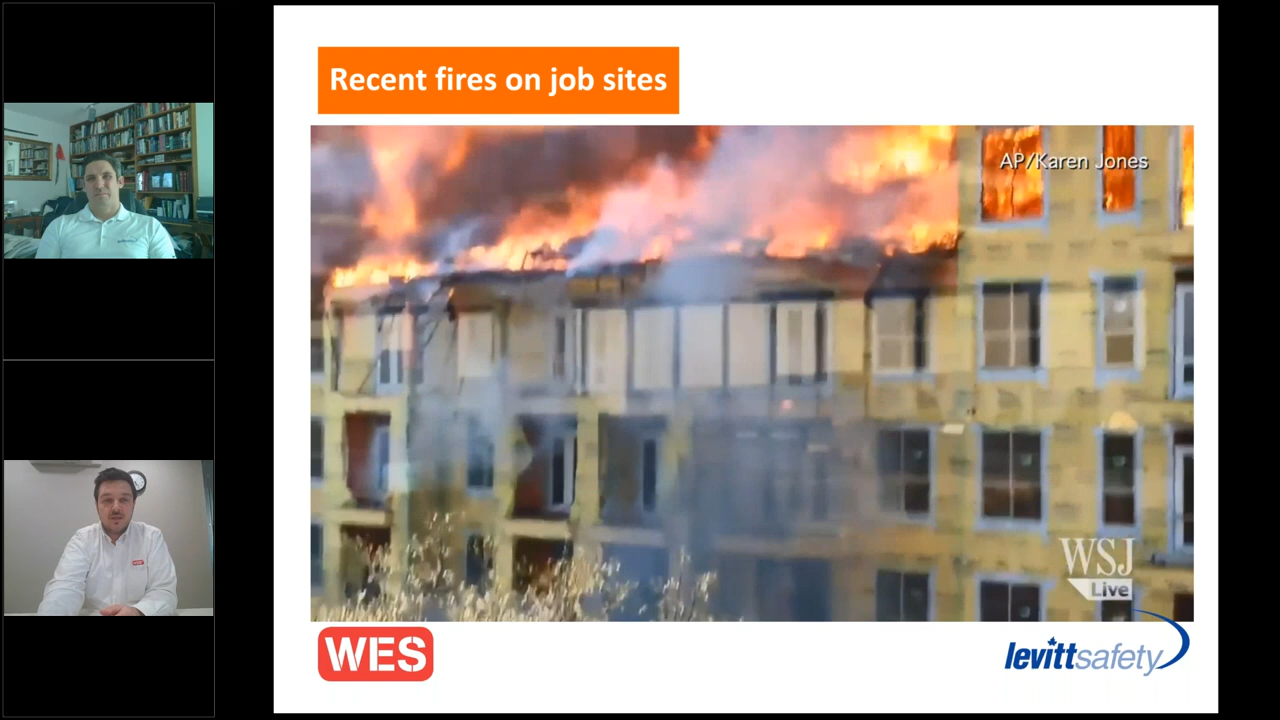 Recent fires on job sites
AP/Karen Jones
WSJ
Live
WES
levittsafety